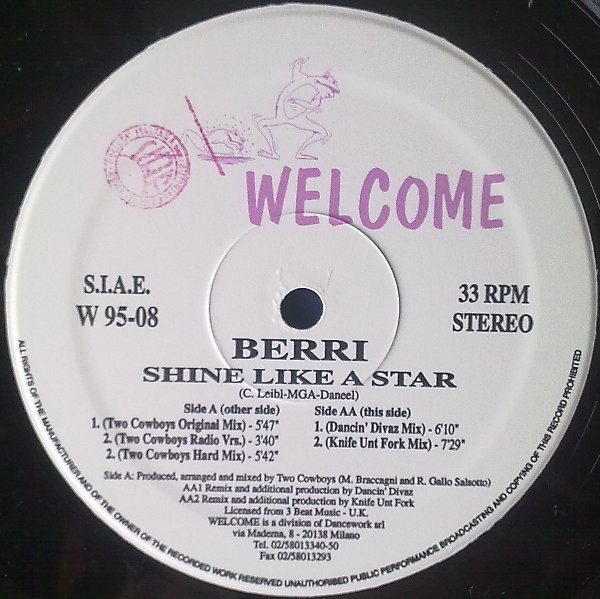 WELCOME
S.I.A.E.
W 95-08
33 RPM
STEREO
BERRI
SHINE LIKE A STAR
(C. Leibl-MGA-Daneel)
Side A (other side)
1. (Two Cowboys Original Mix) - 5'47"
2. (Two Cowboys Radio Vrs.) - 3'40"
2. (Two Cowboys Hard Mix) - 5'42"
Side AA (this side)
1. (Dancin' Divaz Mix) - 6'10"
2. (Knife Unt Fork Mix) - 7'29"
Side A: Produced, arranged and mixed by Two Cowboys (M. Braccagni and R. Gallo Salsotto)
AA1 Remix and additional production by Dancin' Divaz
AA2 Remix and additional production by Knife Unt Fork
Licensed from 3 Beat Music - U.K.
WELCOME is a division of Dancework srl
via Maderna, 8 - 20138 Milano
Tel. 02/58013340-50
Fax 02/58013293
ALL RIGHTS OF THE MANUFACTURER AND OF THE OWNER OF THE RECORDED WORK RESERVED UNAUTHORISED PUBLIC PERFORMANCE BROADCASTING AND COPYING OF THIS RECORD PROHIBITED